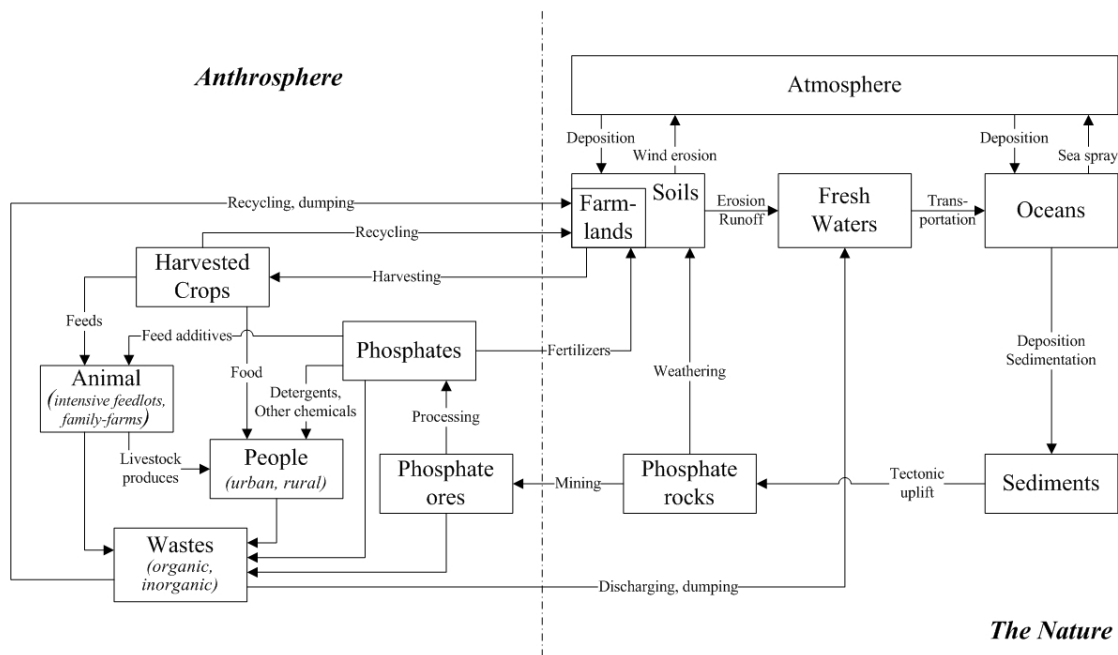 Anthrosphere
Atmosphere
Deposition
Wind erosion
Deposition
Sea spray
Recycling, dumping
Farm-
lands
Soils
Erosion
Runoff
Fresh
Waters
Trans-
portation
Oceans
Recycling
Harvested
Crops
Harvesting
Feeds
Feed additives
Phosphates
Fertilizers
Food
Weathering
Deposition
Sedimentation
Animal
(intensive feedlots,
family-farms)
Detergents,
Other chemicals
Processing
Livestock
produces
People
(urban, rural)
Phosphate
ores
Mining
Phosphate
rocks
Tectonic
uplift
Sediments
Wastes
(organic,
inorganic)
Discharging, dumping
The Nature